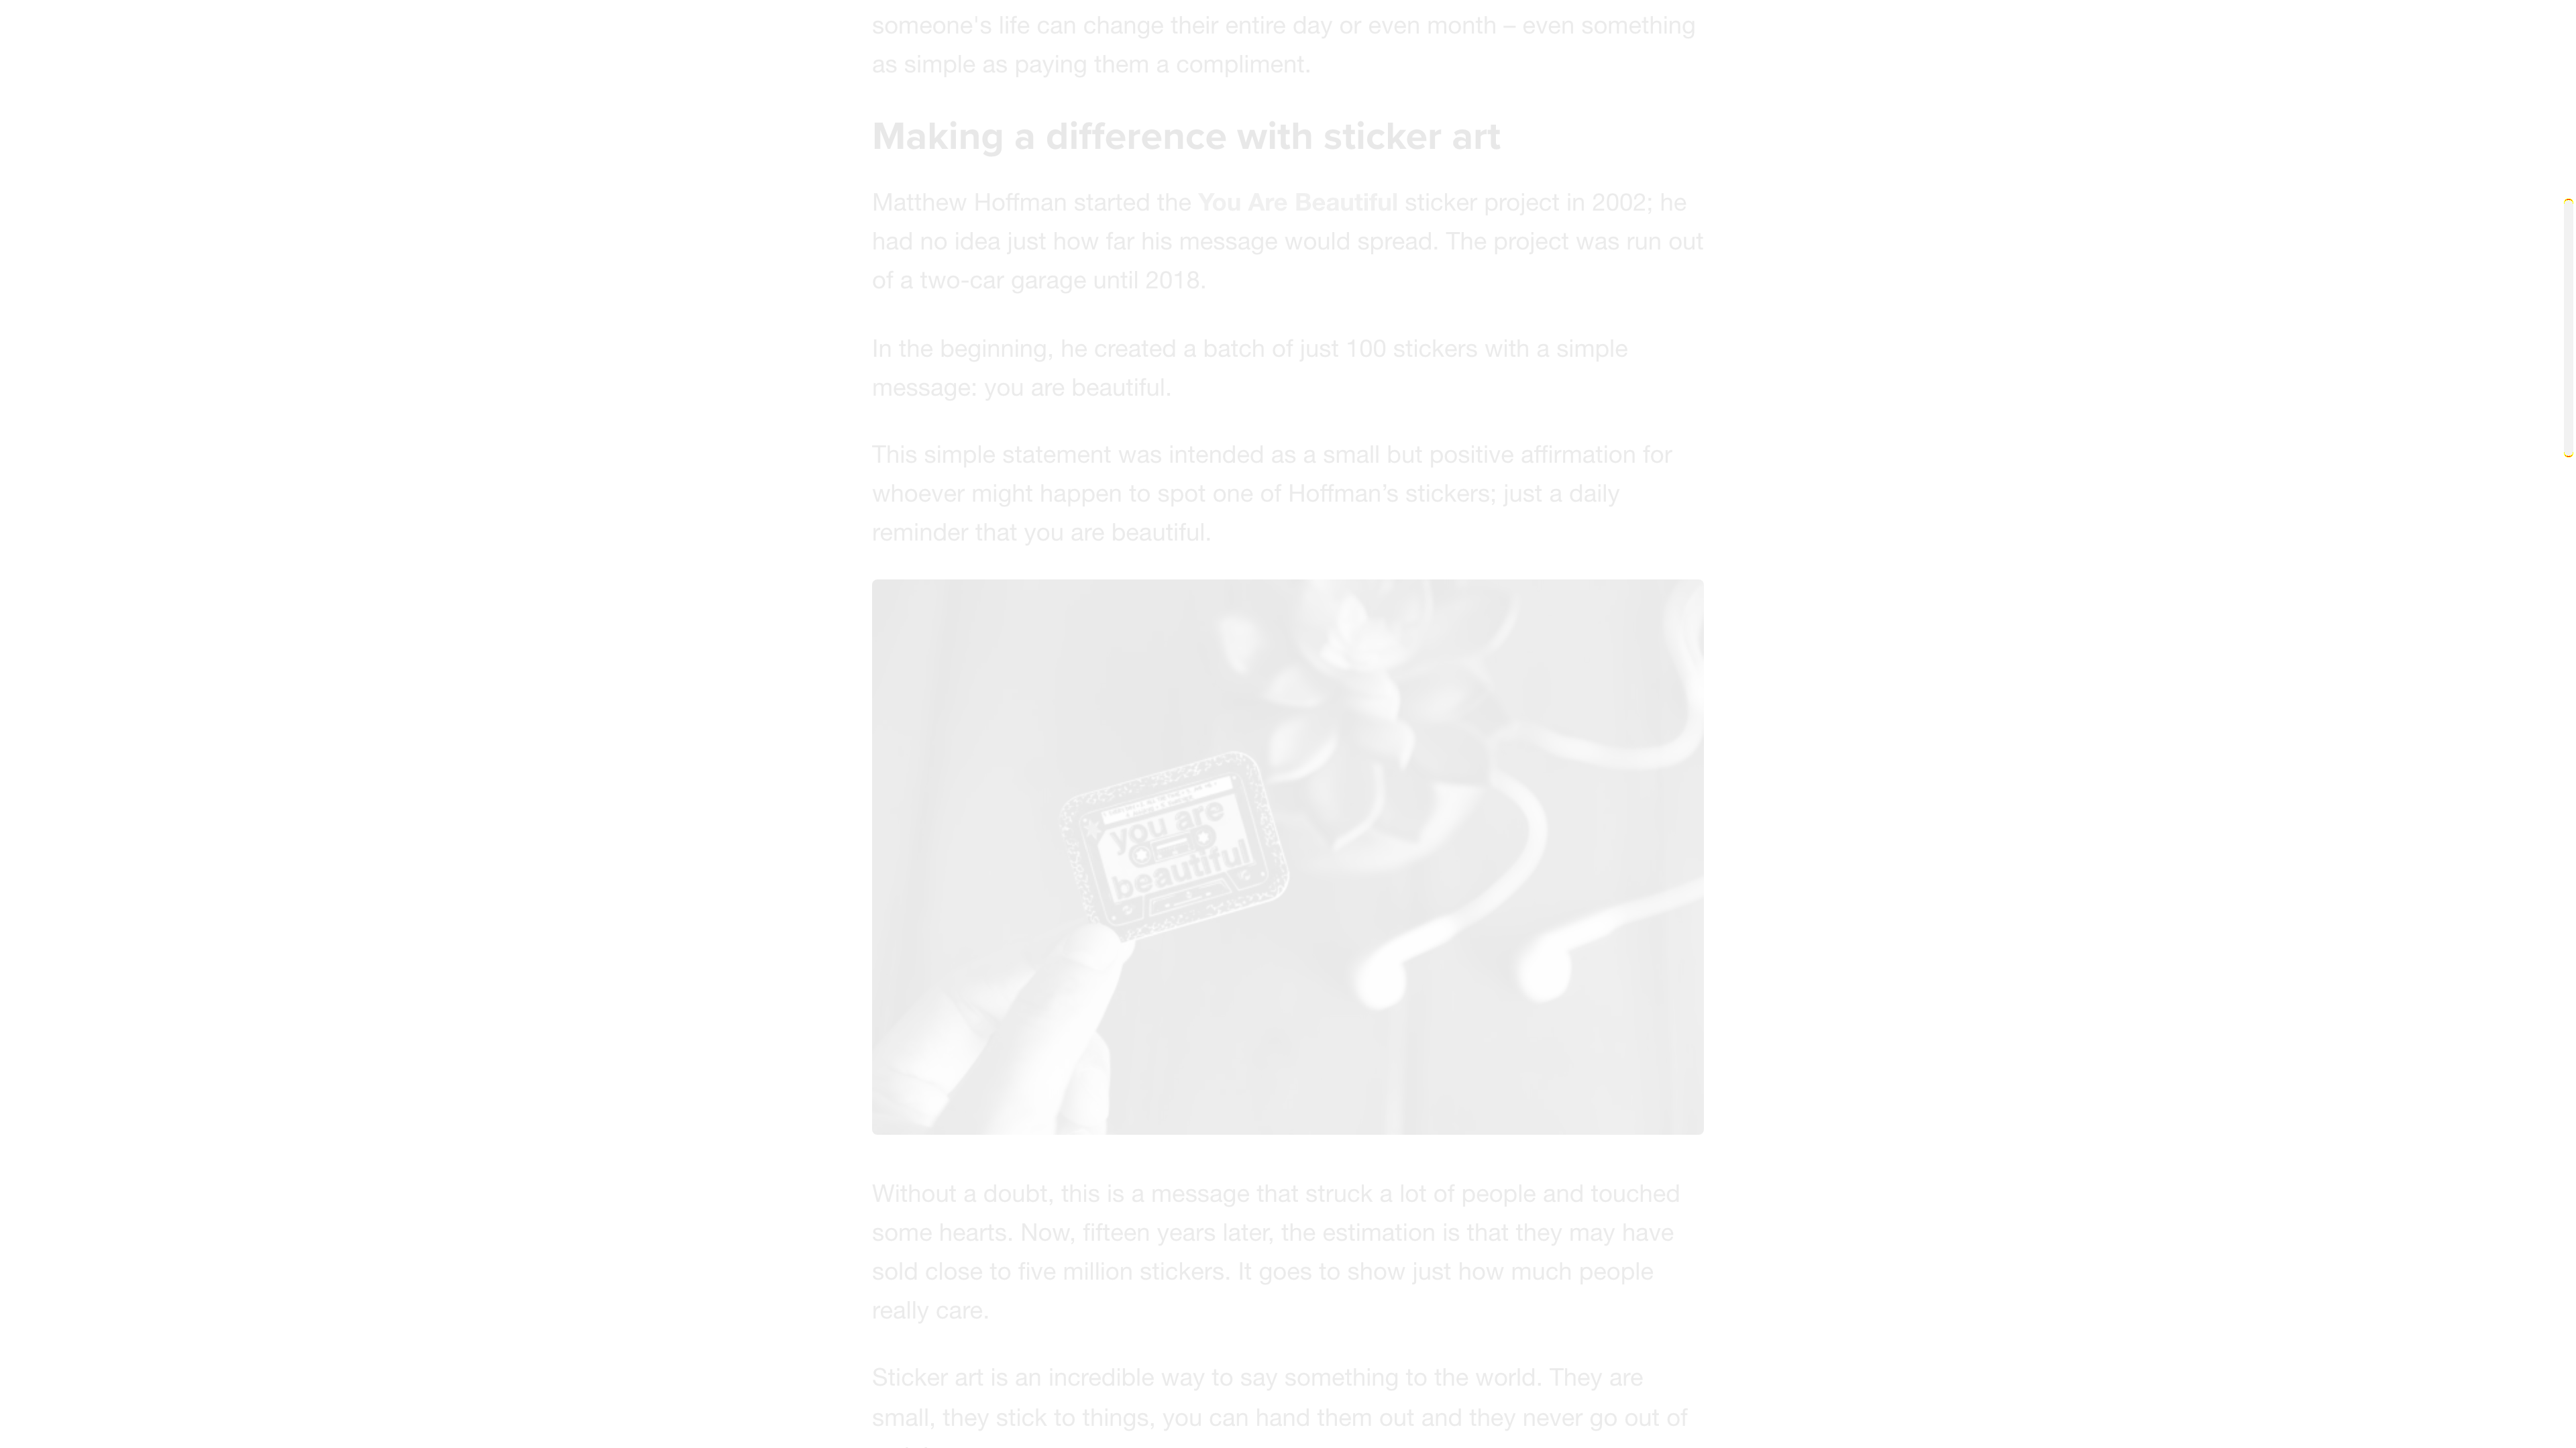 someone's life can change their entire day or even month – even something
as simple as paying them a compliment.
Making a difference with sticker art
Matthew Hoffman started the You Are Beautiful sticker project in 2002; he
had no idea just how far his message would spread. The project was run out
of a two-car garage until 2018.
In the beginning, he created a batch of just 100 stickers with a simple
message: you are beautiful.
This simple statement was intended as a small but positive affirmation for
whoever might happen to spot one of Hoffman’s stickers; just a daily
reminder that you are beautiful.
you are
beautiful
Without a doubt, this is a message that struck a lot of people and touched
some hearts. Now, fifteen years later, the estimation is that they may have
sold close to five million stickers. It goes to show just how much people
really care.
Sticker art is an incredible way to say something to the world. They are
small, they stick to things, you can hand them out and they never go out of